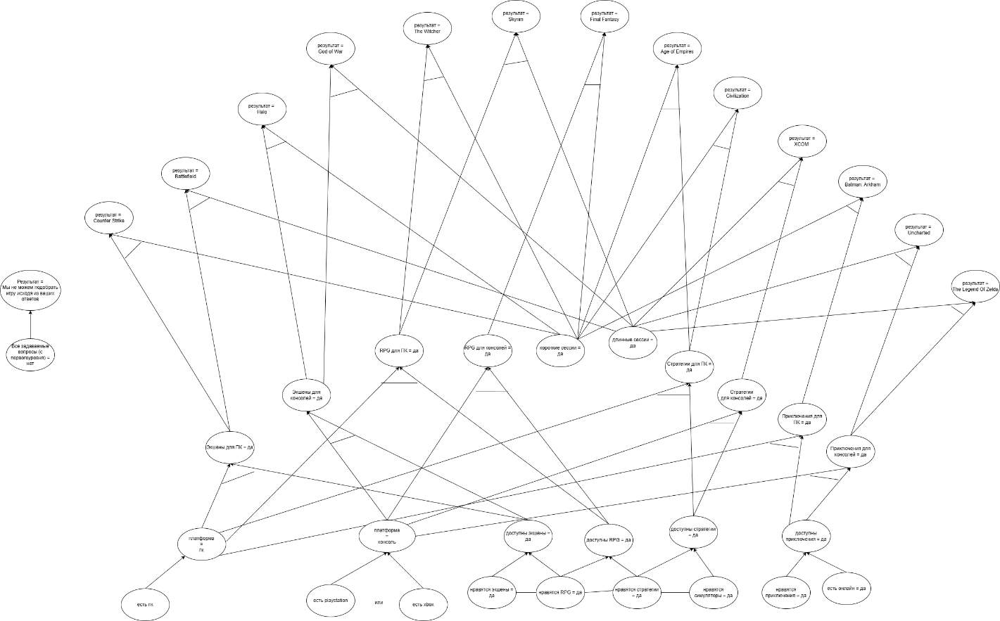 результат =
Skyrim
результат =
Final Fantasy
результат =
The Witcher
результат =
God of War
результат =
Age of Empires
результат =
Civilization
результат =
Halo
результат =
XCOM
результат =
Battlefield
результат =
Batman. Arkham
результат =
Counter Strike
результат =
Uncharted
Результат =
Мы не можем подобрать
игру исходя из ваших
ответов
результат =
The Legend Of Zelda
Все задаваемые
вопросы (с
первогоуровня) =
нет
RPG для ПК = да
RPG для консолей =
да
короткие сессии =
да
длинные сессии =
да
Стратегии для ПК =
да
Экшены для
консолей = да
Стратегии
для консолей = да
Приключения для
ПК = да
Экшены для ПК = да
Приключения для
консолей = да
платформа
=
пк
платформа
=
консоль
доступны экшены =
да
доступны RPG = да
доступны стратегии
= да
доступны
приключения = да
есть пк
есть playstation
или
есть xbox
нравятся экшены =
да
нравятся RPG = да
нравятся стратегии
= да
нравятся
симуляторы = да
нравятся
приключения = да
есть онлайн = да